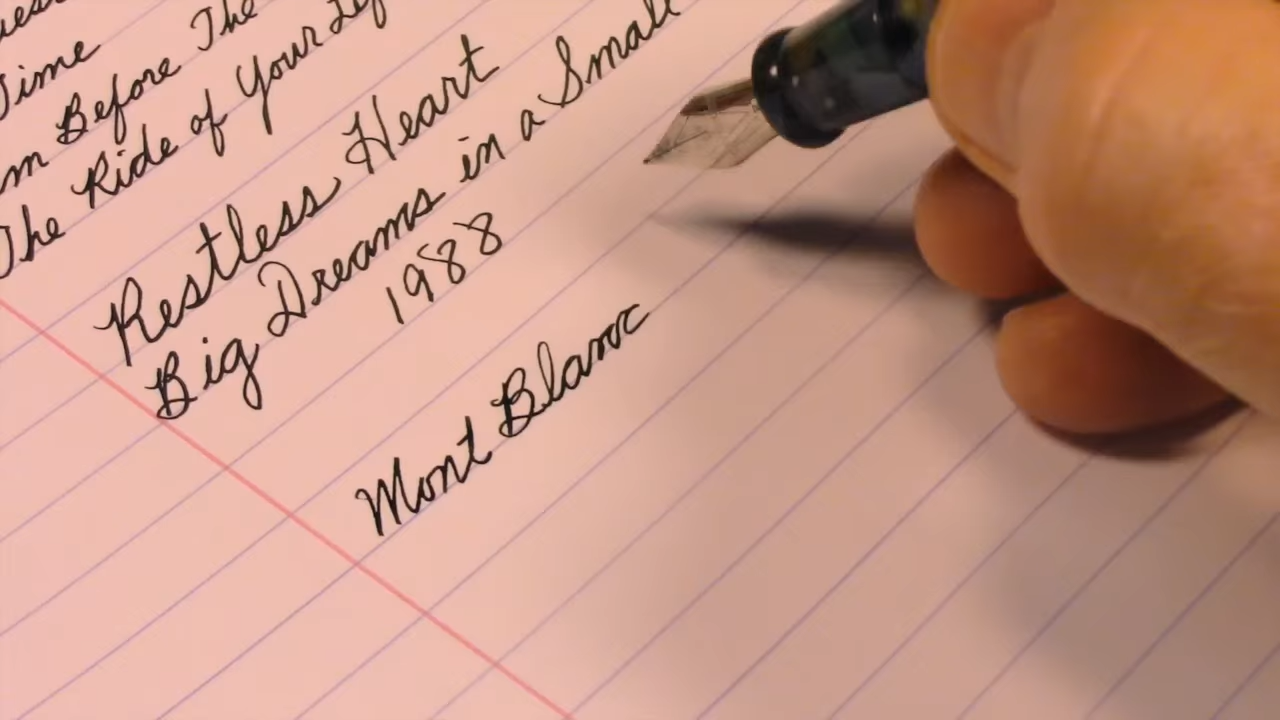 Time
Before The
The Ride of Your
Restless Heart
Big Dreams in a Small
1988
Mont Blanc